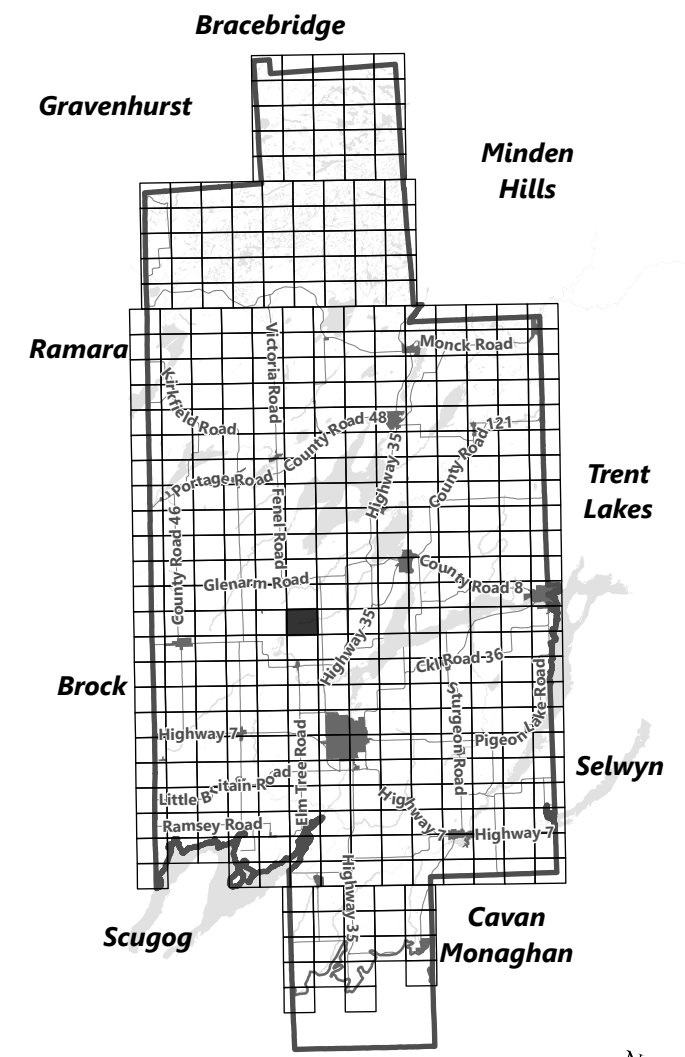 Bracebridge
Gravenhurst
Minden
Hills
Ramara
Monck Road
Victoria Road
Kirkfield Road
County Road 48
Highway 35
County Road 121
Portage Road
Trent
Lakes
Fenel Road
County Road 46
Glenarm Road
County Road 8
Highway 35
Ckl Road 36
Brock
Sturgeon Road
Pigeon Lake Road
Highway 7
Elm Tree Road
Selwyn
Little Britain Road
Highway 7
Highway 7
Ramsey Road
Highway 35
Scugog
Cavan
Monaghan
N